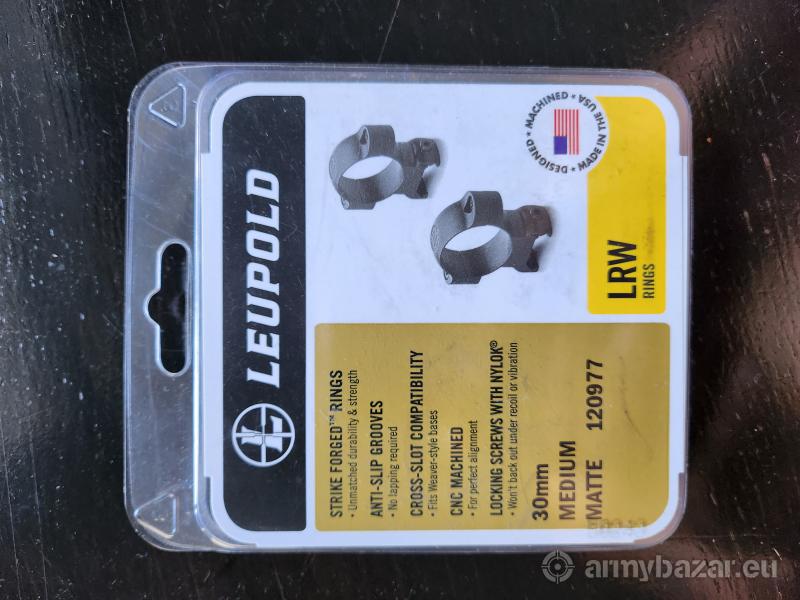 LEUPOLD
DESIGNED • MACHINED • MADE IN THE USA
LRW
RINGS
STRIKE FORGED™ RINGS
• Unmatched durability & strength
ANTI-SLIP GROOVES
• No lapping required
CROSS-SLOT COMPATIBILITY
• Fits Weaver-style bases
CNC MACHINED
• For perfect alignment
LOCKING SCREWS WITH NYLOK®
• Won't back out under recoil or vibration
30mm
MEDIUM
MATTE 120977
armybazar.eu